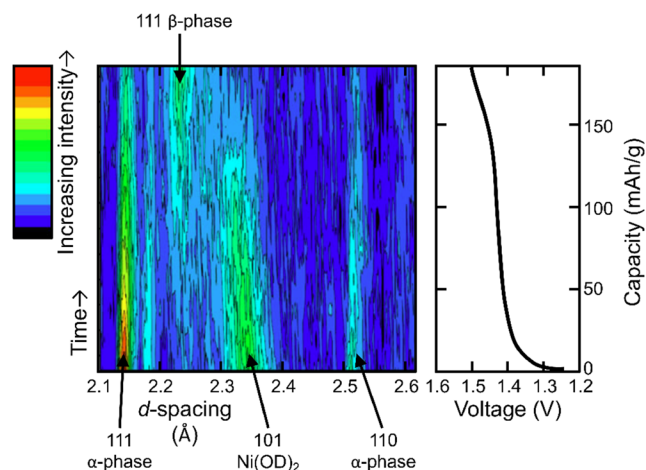 111 β-phase
Increasing intensity→
Time→
2.1 2.2 2.3 2.4 2.5 2.6
d-spacing
(Å)
111
α-phase
101
Ni(OD)₂
110
α-phase
150
100
50
0
Capacity (mAh/g)
1.6 1.5 1.4 1.3 1.2
Voltage (V)